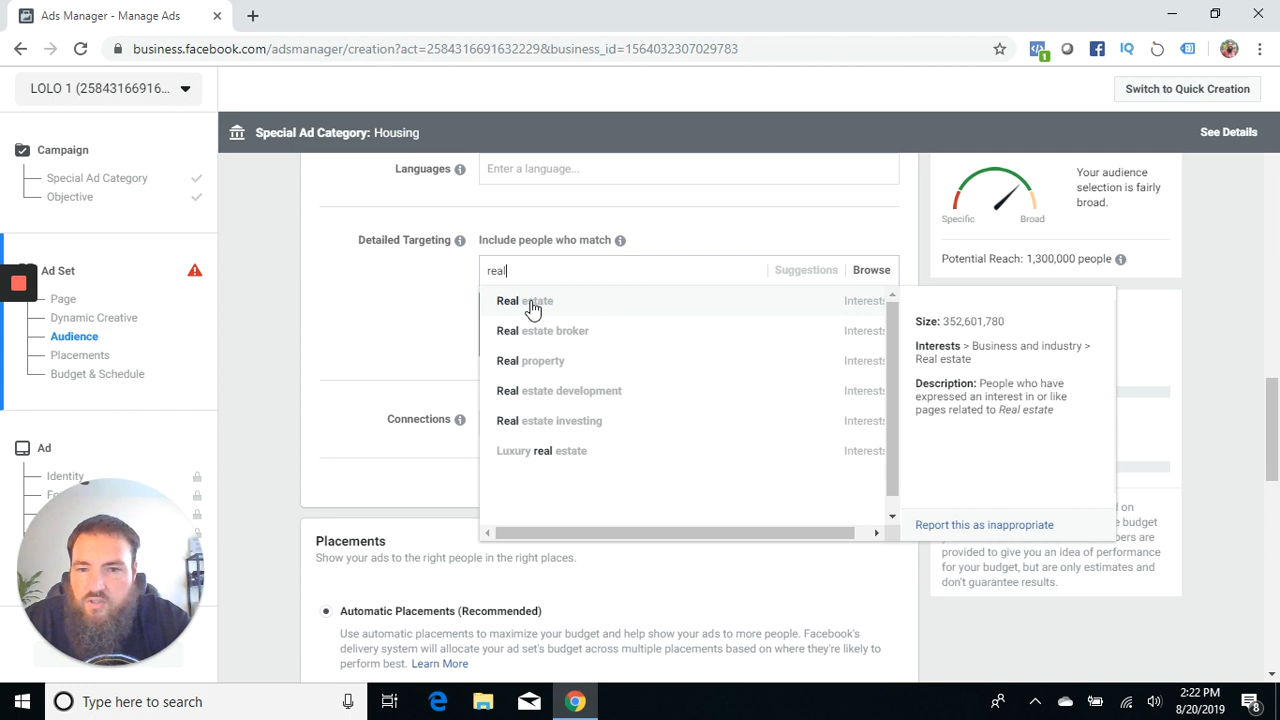 Ads Manager - Manage Ads
business.facebook.com/adsmanager/creation?act=2584316691632229&business_id=1564032307029783
1
IQ
LOLO 1 (25843166916...
Switch to Quick Creation
Special Ad Category: Housing
See Details
Campaign
Special Ad Category
Objective
Ad Set
Page
Dynamic Creative
Audience
Placements
Budget & Schedule
Ad
Identity
Languages
Enter a language...
Detailed Targeting
Include people who match
real
Suggestions
Browse
Real estate
Interests
Real estate broker
Interests
Real property
Interests
Real estate development
Interests
Real estate investing
Interests
Luxury real estate
Interests
Connections
Size: 352,601,780
Interests > Business and industry >
Real estate
Description: People who have
expressed an interest in or like
pages related to Real estate
Report this as inappropriate
Your audience
selection is fairly
broad.
Specific
Broad
Potential Reach: 1,300,000 people
on
budget
provided to give you an idea of performance
for your budget, but are only estimates and
don't guarantee results.
Placements
Show your ads to the right people in the right places.
Automatic Placements (Recommended)
Use automatic placements to maximize your budget and help show your ads to more people. Facebook's
delivery system will allocate your ad set's budget across multiple placements based on where they're likely to
perform best. Learn More
Type here to search
2:22 PM
8/20/2019
8